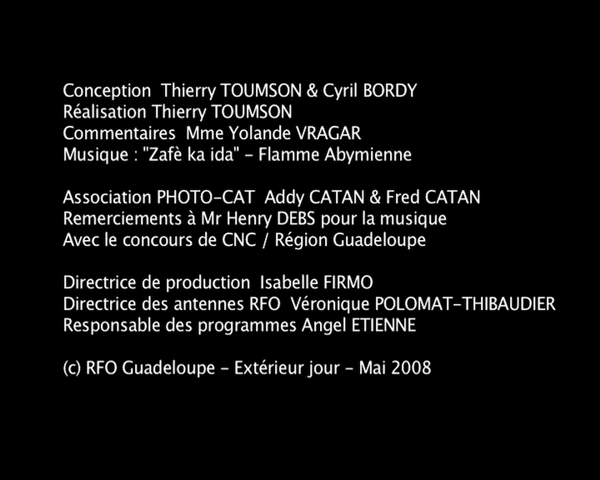 Conception  Thierry TOUMSON & Cyril BORDY
Réalisation Thierry TOUMSON
Commentaires  Mme Yolande VRAGAR
Musique : "Zafè ka ida" - Flamme Abymienne
Association PHOTO-CAT  Addy CATAN & Fred CATAN
Remerciements à Mr Henry DEBS pour la musique
Avec le concours de CNC / Région Guadeloupe
Directrice de production  Isabelle FIRMO
Directrice des antennes RFO  Véronique POLOMAT-THIBAUDIER
Responsable des programmes Angel ETIENNE
(c) RFO Guadeloupe - Extérieur jour - Mai 2008